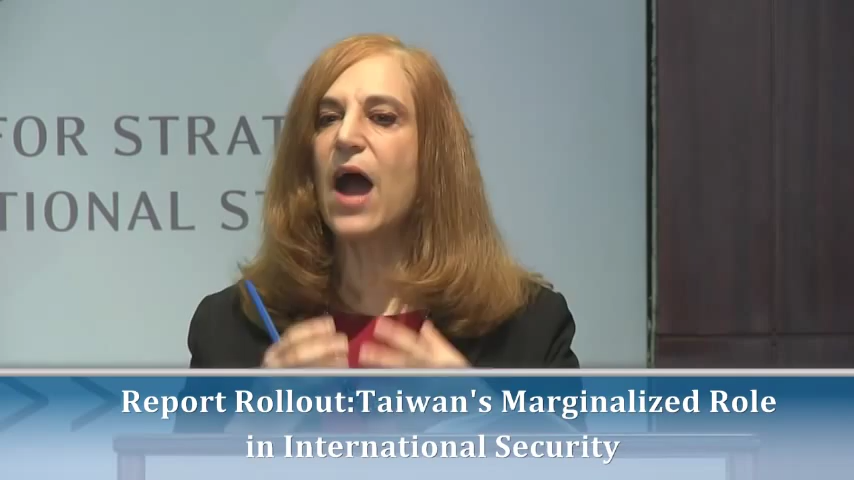 FOR STRAT
TIONAL ST
Report Rollout:Taiwan's Marginalized Role
in International Security